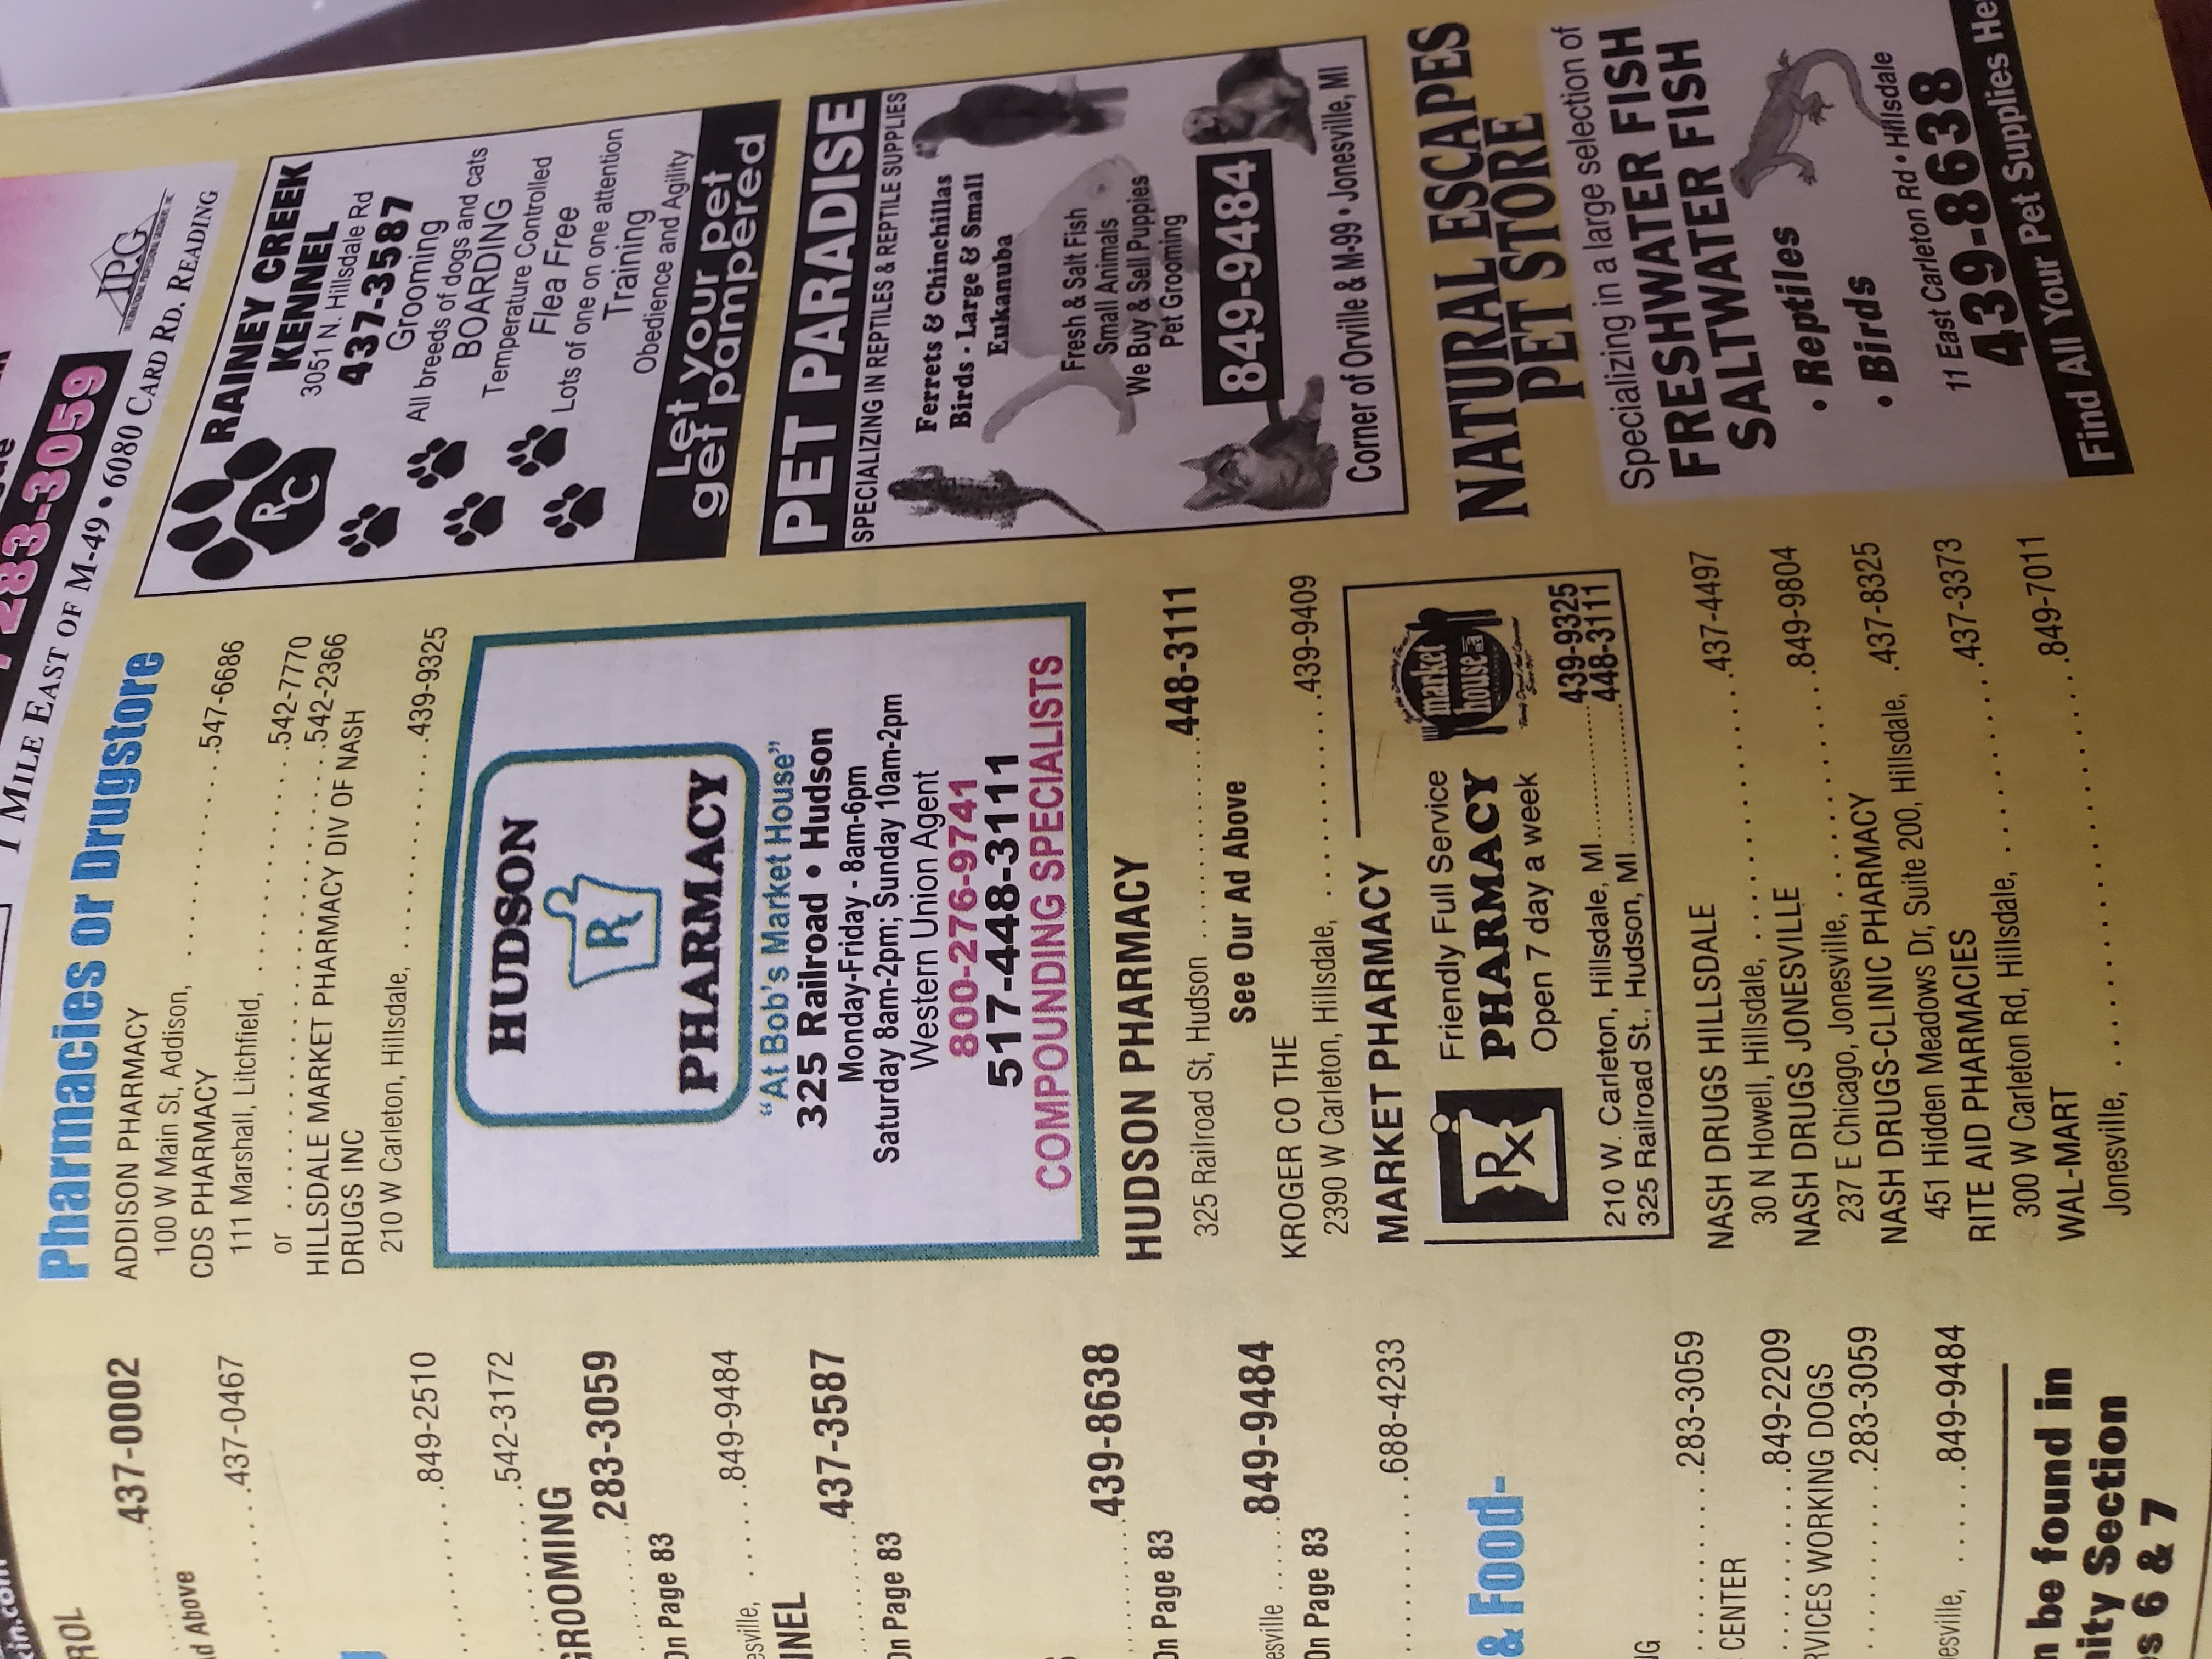 kin.com
ROL
437-0002
d Above
437-0467
849-2510
542-3172
GROOMING
283-3059
On Page 83
esville, 849-9484
NEL
437-3587
On Page 83
439-8638
On Page 83
esville 849-9484
On Page 83
688-4233
& Food-
NG
283-3059
CENTER
849-2209
RVICES WORKING DOGS
283-3059
esville, 849-9484
n be found in
nity Section
es 6 & 7
283-3059
1 MILE EAST OF M-49 • 6080 CARD RD. READING
IPG
Pharmacies or Drugstore
ADDISON PHARMACY
100 W Main St, Addison, 547-6686
CDS PHARMACY
111 Marshall, Litchfield, 542-7770
or 542-2366
HILLSDALE MARKET PHARMACY DIV OF NASH
DRUGS INC
210 W Carleton, Hillsdale, 439-9325
HUDSON
R
PHARMACY
"At Bob's Market House"
325 Railroad • Hudson
Monday-Friday - 8am-6pm
Saturday 8am-2pm; Sunday 10am-2pm
Western Union Agent
800-276-9741
517-448-3111
COMPOUNDING SPECIALISTS
HUDSON PHARMACY
325 Railroad St, Hudson 448-3111
See Our Ad Above
KROGER CO THE
2390 W Carleton, Hillsdale, 439-9409
MARKET PHARMACY
Rx
Friendly Full Service
PHARMACY
Open 7 day a week
market
house
210 W. Carleton, Hillsdale, MI 439-9325
325 Railroad St., Hudson, MI 448-3111
NASH DRUGS HILLSDALE
30 N Howell, Hillsdale, 437-4497
NASH DRUGS JONESVILLE
237 E Chicago, Jonesville, 849-9804
NASH DRUGS-CLINIC PHARMACY
451 Hidden Meadows Dr, Suite 200, Hillsdale, 437-8325
RITE AID PHARMACIES
300 W Carleton Rd, Hillsdale, 437-3373
WAL-MART
Jonesville, 849-7011
RC
RAINEY CREEK
KENNEL
3051 N. Hillsdale Rd
437-3587
Grooming
All breeds of dogs and cats
BOARDING
Temperature Controlled
Flea Free
Lots of one on one attention
Training
Obedience and Agility
Let your pet
get pampered
PET PARADISE
SPECIALIZING IN REPTILES & REPTILE SUPPLIES
Ferrets & Chinchillas
Birds - Large & Small
Eukanuba
Fresh & Salt Fish
Small Animals
We Buy & Sell Puppies
Pet Grooming
849-9484
Corner of Orville & M-99 • Jonesville, MI
NATURAL ESCAPES
PET STORE
Specializing in a large selection of
FRESHWATER FISH
SALTWATER FISH
• Reptiles
• Birds
11 East Carleton Rd • Hillsdale
439-8638
Find All Your Pet Supplies He